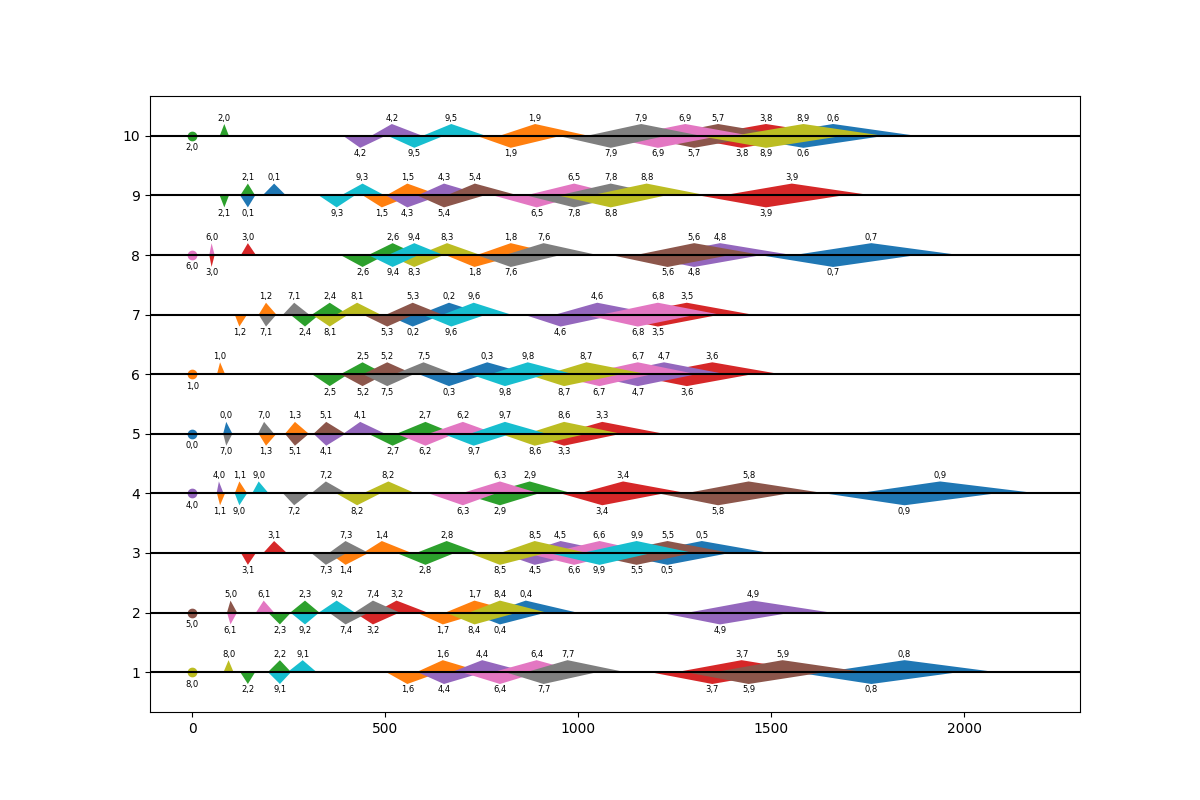 2,0 4,2 9,5 1,9 7,9 6,9 5,7 3,8 8,9 0,6
10
2,0 4,2 9,5 1,9 7,9 6,9 5,7 3,8 8,9 0,6
2,1 0,1 9,3 1,5 4,3 5,4 6,5 7,8 8,8 3,9
9
2,1 0,1 9,3 1,5 4,3 5,4 6,5 7,8 8,8 3,9
6,0 3,0 2,6 9,4 8,3 1,8 7,6 5,6 4,8 0,7
8
6,0 3,0 2,6 9,4 8,3 1,8 7,6 5,6 4,8 0,7
1,2 7,1 2,4 8,1 5,3 0,2 9,6 4,6 6,8 3,5
7
1,2 7,1 2,4 8,1 5,3 0,2 9,6 4,6 6,8 3,5
1,0 2,5 5,2 7,5 0,3 9,8 8,7 6,7 4,7 3,6
6
1,0 2,5 5,2 7,5 0,3 9,8 8,7 6,7 4,7 3,6
0,0 7,0 1,3 5,1 4,1 2,7 6,2 9,7 8,6 3,3
5
0,0 7,0 1,3 5,1 4,1 2,7 6,2 9,7 8,6 3,3
4,0 1,1 9,0 7,2 8,2 6,3 2,9 3,4 5,8 0,9
4
4,0 1,1 9,0 7,2 8,2 6,3 2,9 3,4 5,8 0,9
3,1 7,3 1,4 2,8 8,5 4,5 6,6 9,9 5,5 0,5
3
3,1 7,3 1,4 2,8 8,5 4,5 6,6 9,9 5,5 0,5
5,0 6,1 2,3 9,2 7,4 3,2 1,7 8,4 0,4 4,9
2
5,0 6,1 2,3 9,2 7,4 3,2 1,7 8,4 0,4 4,9
8,0 2,2 9,1 1,6 4,4 6,4 7,7 3,7 5,9 0,8
1
8,0 2,2 9,1 1,6 4,4 6,4 7,7 3,7 5,9 0,8
0 500 1000 1500 2000